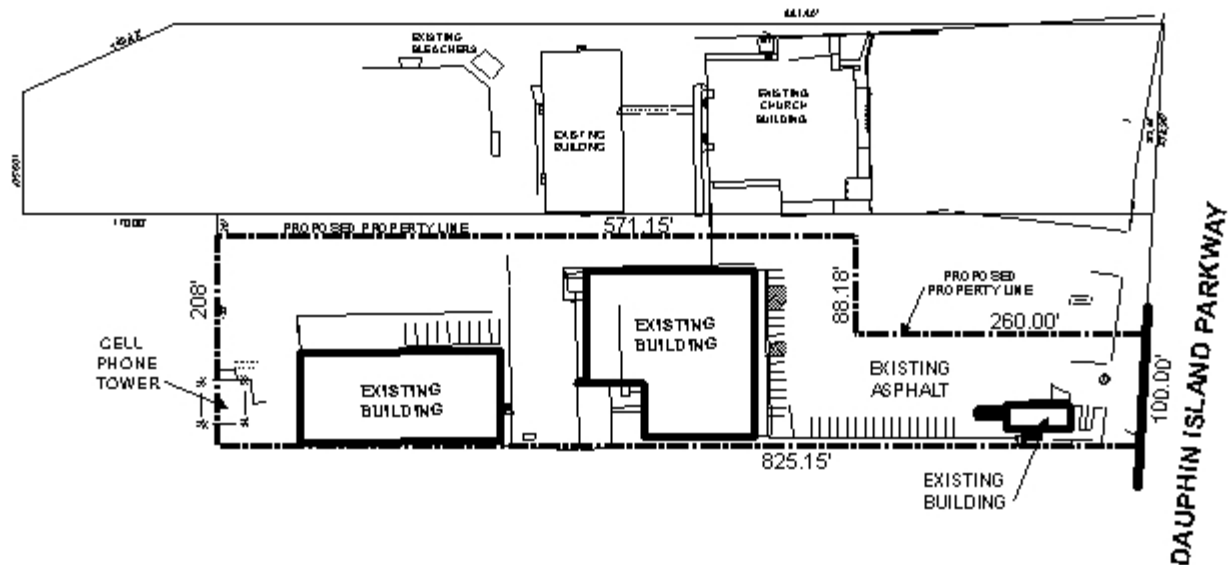 EXISTING
BLEACHERS
EXISTING
BUILDING
EXISTING
CHURCH
BUILDING
PROPOSED PROPERTY LINE
571.15'
208'
88.18'
PROPOSED
PROPERTY LINE
260.00'
CELL
PHONE
TOWER
EXISTING
BUILDING
EXISTING
BUILDING
EXISTING
ASPHALT
100.00'
825.15'
EXISTING
BUILDING
DAUPHIN ISLAND PARKWAY